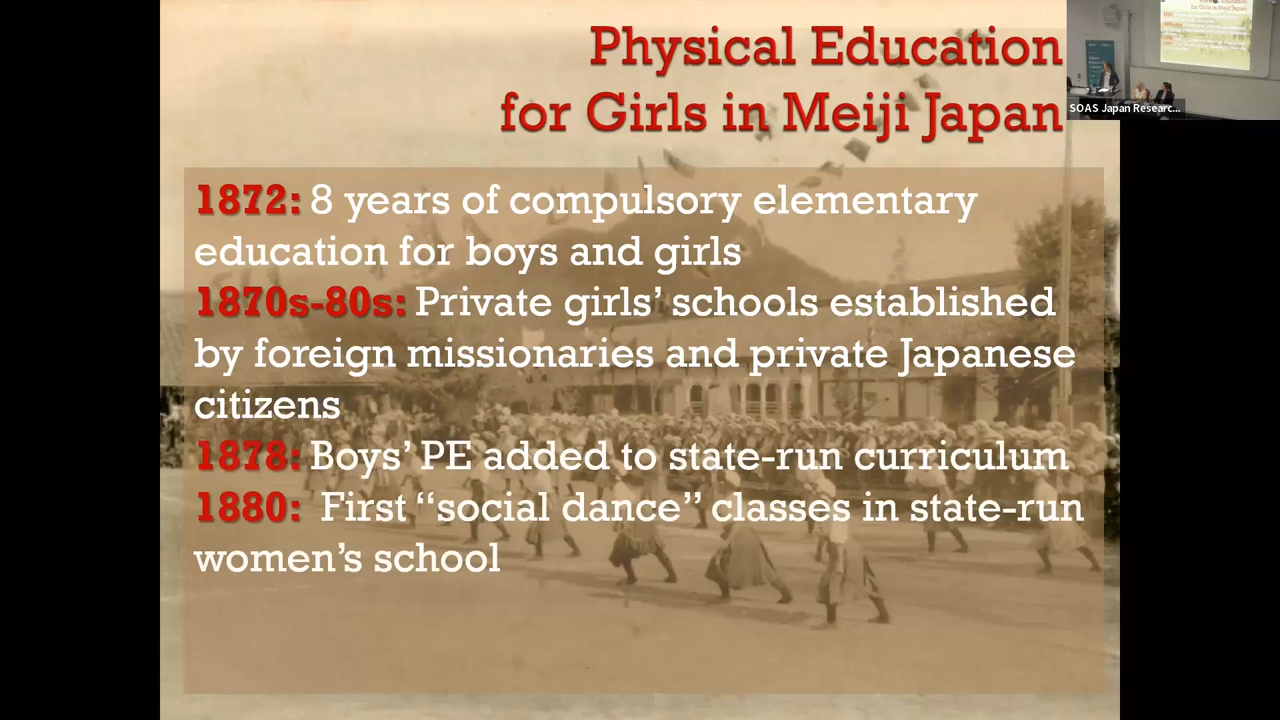 Physical Education
for Girls in Meiji Japan
SOAS Japan Researc...
1872: 8 years of compulsory elementary
education for boys and girls
1870s-80s: Private girls’ schools established
by foreign missionaries and private Japanese
citizens
1878: Boys’ PE added to state-run curriculum
1880: First “social dance” classes in state-run
women’s school